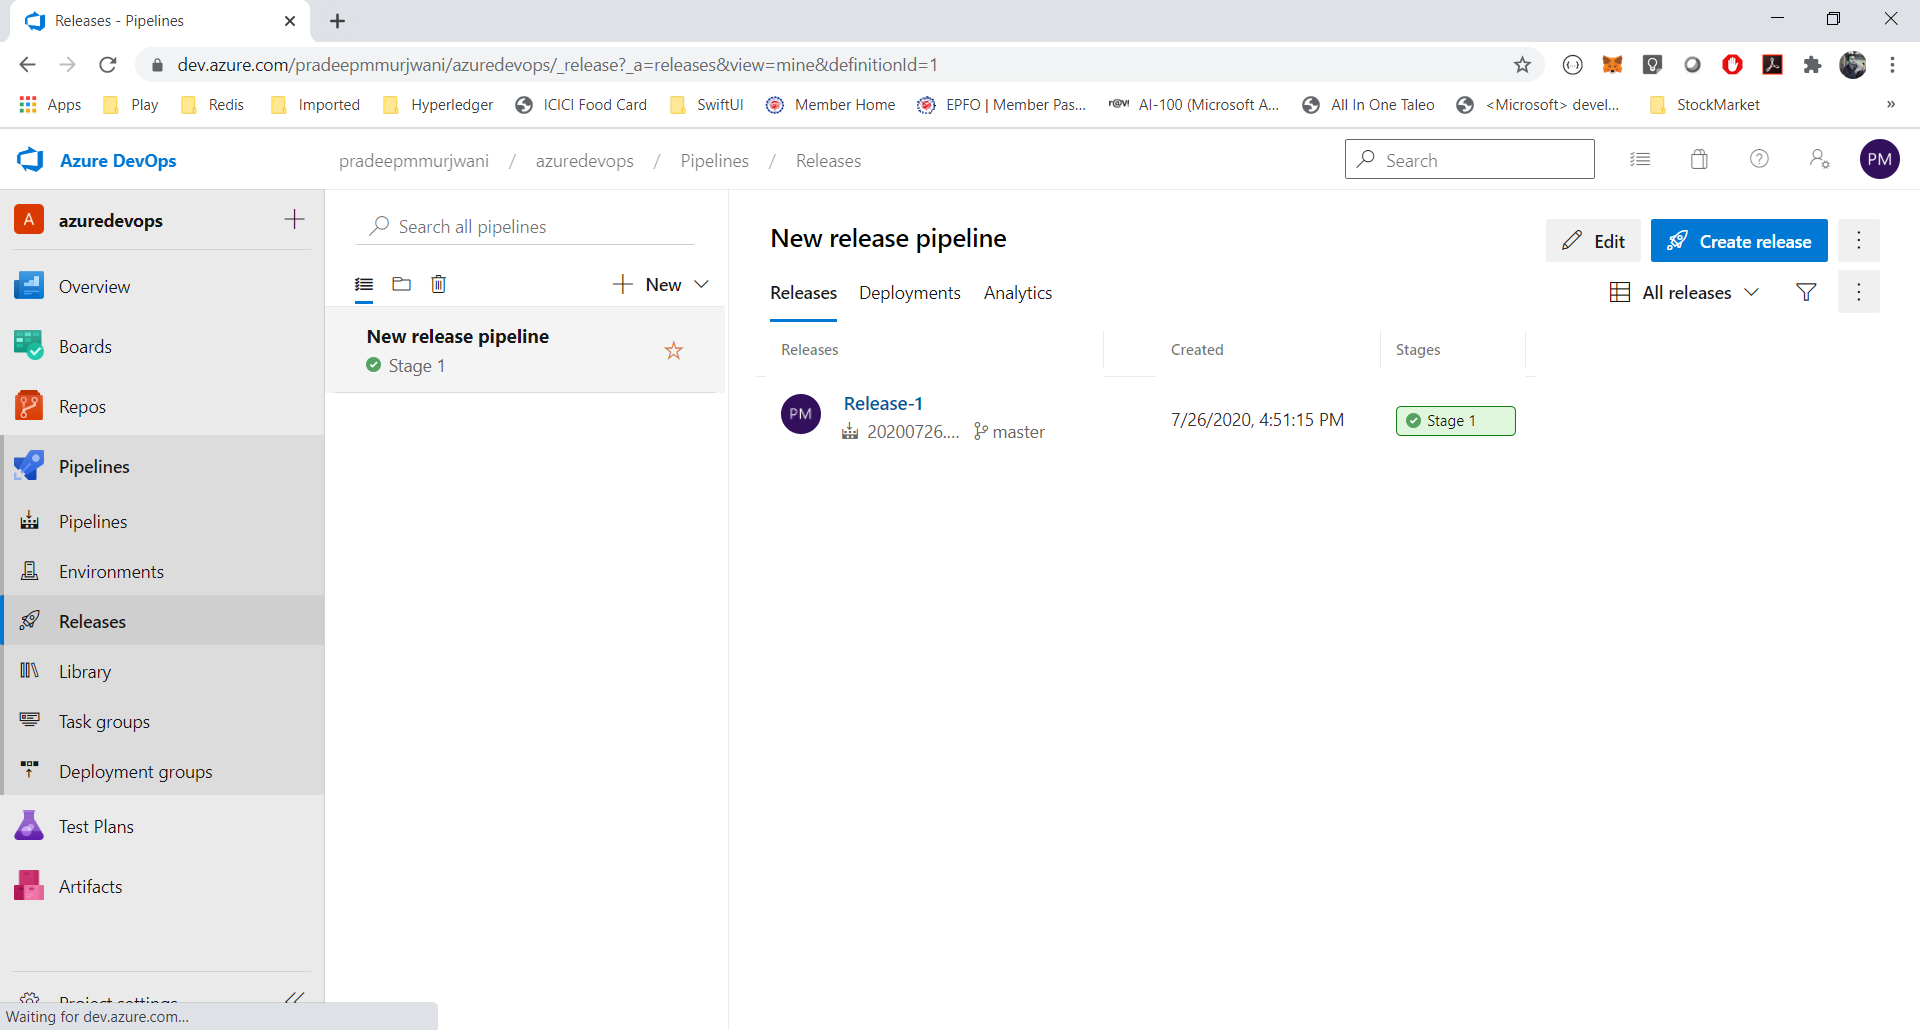 Releases - Pipelines
dev.azure.com/pradeepmmurjwani/azuredevops/_release?_a=releases&view=mine&definitionId=1
Apps Play Redis Imported Hyperledger ICICI Food Card SwiftUI Member Home EPFO | Member Pas... r@v! AI-100 (Microsoft A... All In One Taleo <Microsoft> devel... StockMarket »
Azure DevOps pradeepmmurjwani / azuredevops / Pipelines / Releases Search PM
A azuredevops
Overview
Boards
Repos
Pipelines
Pipelines
Environments
Releases
Library
Task groups
Deployment groups
Test Plans
Artifacts
Project settings
Waiting for dev.azure.com...
Search all pipelines
New
New release pipeline
Stage 1
New release pipeline
Edit Create release
Releases Deployments Analytics All releases
Releases Created Stages
PM Release-1
20200726.... master
7/26/2020, 4:51:15 PM
Stage 1